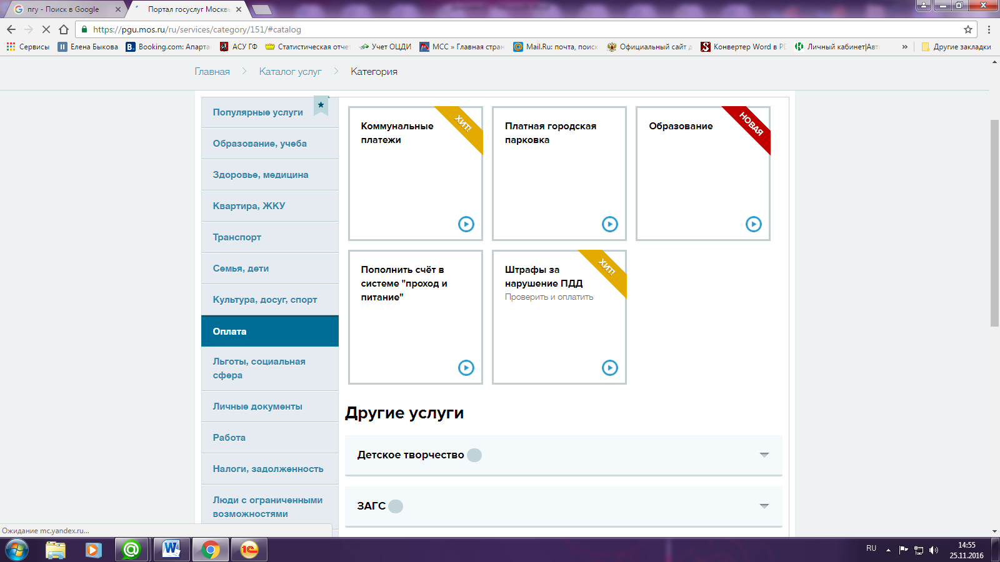 пгу - Поиск в Google
Портал госуслуг Москвы
https://pgu.mos.ru/ru/services/category/151/#catalog
Сервисы
Елена Быкова
Booking.com: Апарта
АСУ ГФ
Статистическая отчет
Учет ОЦДИ
МСС » Главная стран
Mail.Ru: почта, поиск
Официальный сайт д
Конвертер Word в PD
Личный кабинет|Авт
»
Другие закладки
Главная
Каталог услуг
Категория
Популярные услуги
Образование, учеба
Здоровье, медицина
Квартира, ЖКУ
Транспорт
Семья, дети
Культура, досуг, спорт
Оплата
Льготы, социальная
сфера
Личные документы
Работа
Налоги, задолженность
Люди с ограниченными
возможностями
Коммунальные
платежи
ХИТ!
Платная городская
парковка
Образование
НОВАЯ
Пополнить счёт в
системе "проход и
питание"
Штрафы за
нарушение ПДД
Проверить и оплатить
ХИТ!
Другие услуги
Детское творчество
ЗАГС
Ожидание mc.yandex.ru...
RU
14:55
25.11.2016